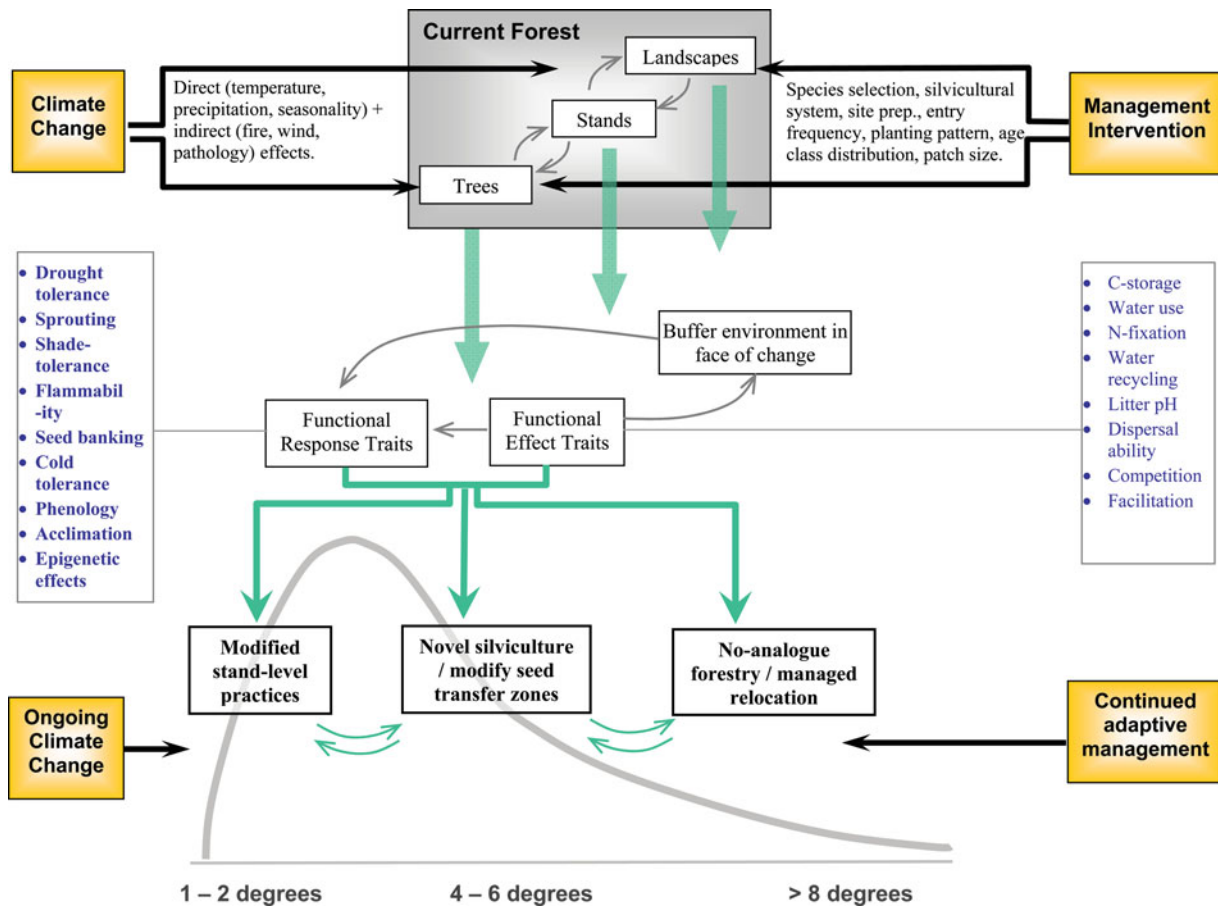 Current Forest
Landscapes
Stands
Trees
Climate
Change
Direct (temperature,
precipitation, seasonality) +
indirect (fire, wind,
pathology) effects.
Species selection, silvicultural
system, site prep., entry
frequency, planting pattern, age
class distribution, patch size.
Management
Intervention
• Drought
tolerance
• Sprouting
• Shade-
tolerance
• Flammabil
-ity
• Seed banking
• Cold
tolerance
• Phenology
• Acclimation
• Epigenetic
effects
Buffer environment in
face of change
Functional
Response Traits
Functional
Effect Traits
• C-storage
• Water use
• N-fixation
• Water
recycling
• Litter pH
• Dispersal
ability
• Competition
• Facilitation
Modified
stand-level
practices
Novel silviculture
/ modify seed
transfer zones
No-analogue
forestry / managed
relocation
Ongoing
Climate
Change
Continued
adaptive
management
1 – 2 degrees
4 – 6 degrees
> 8 degrees